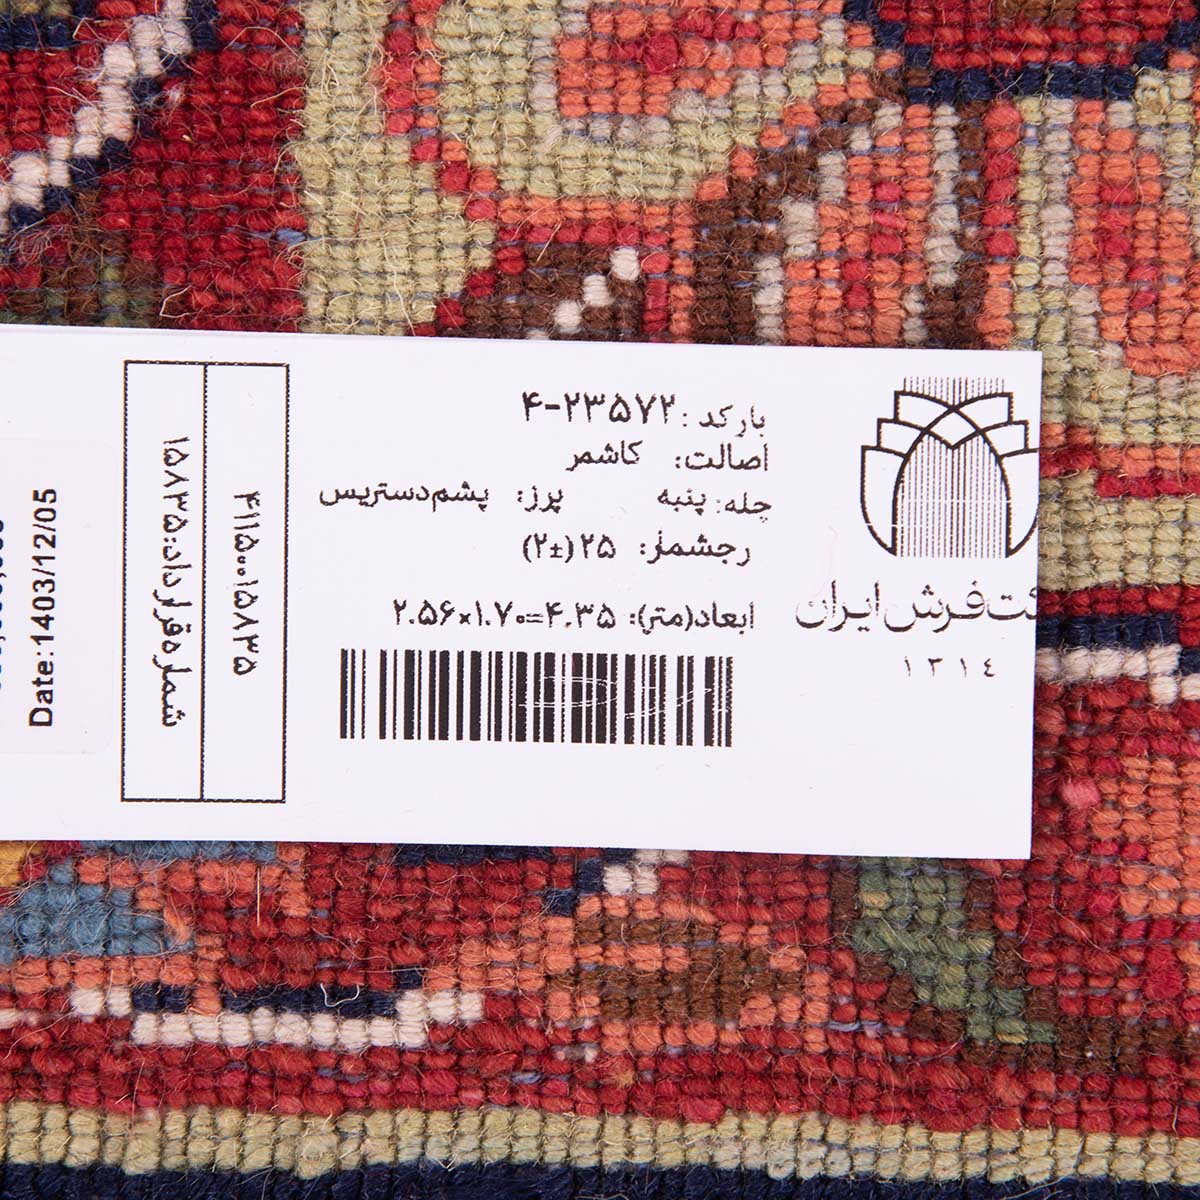 بارکد: ۴-۲۳۵۷۲
اصالت: کاشمر
چله: پنبه پرز: پشم‌دستریس
رجشمار: ۲۵(±۲)
ابعاد(متر): ۲.۵۶×۱.۷۰=۴.۳۵
فرش ایران
۱۳۱٤
۴۱۱۵۰۰۱۵۸۳۵
شماره قرارداد: ۱۵۸۳۵
Date:1403/12/05